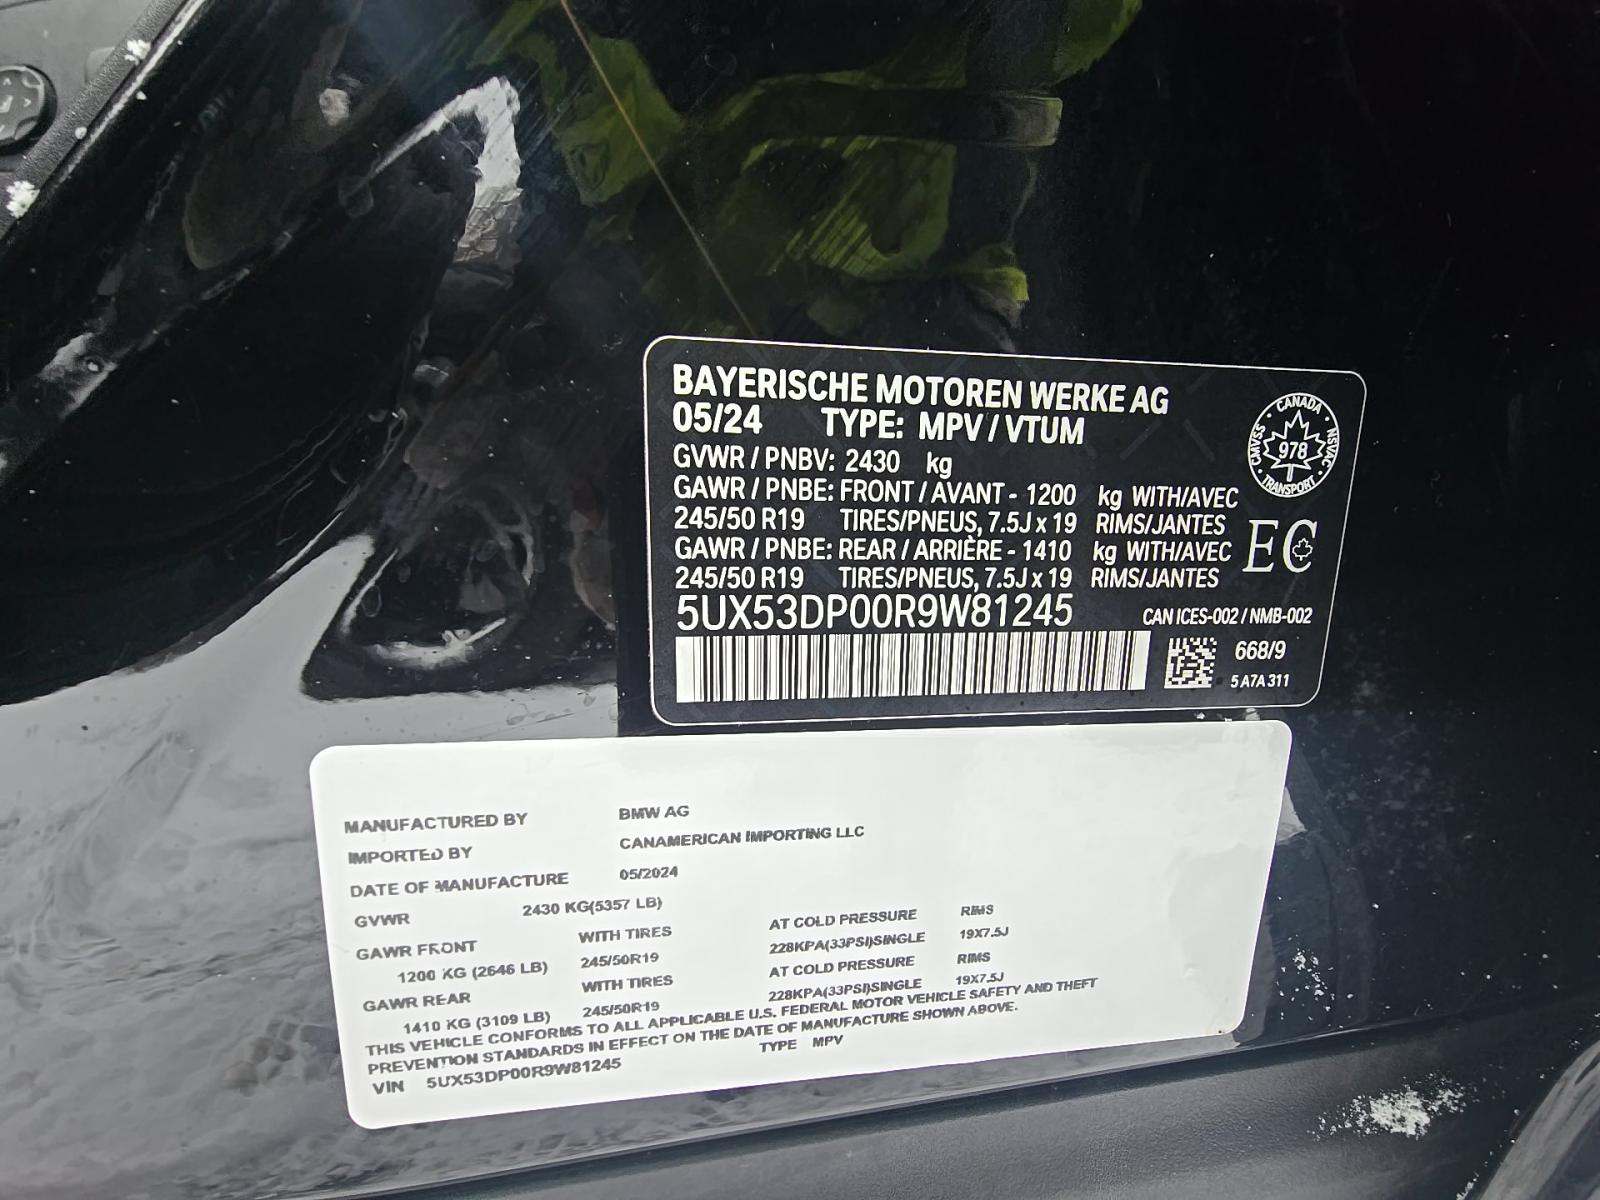 BAYERISCHE MOTOREN WERKE AG
05/24 TYPE: MPV / VTUM
GVWR / PNBV: 2430 kg
GAWR / PNBE: FRONT / AVANT - 1200 kg WITH/AVEC
245/50 R19 TIRES/PNEUS, 7.5J x 19 RIMS/JANTES
GAWR / PNBE: REAR / ARRIÈRE - 1410 kg WITH/AVEC
245/50 R19 TIRES/PNEUS, 7.5J x 19 RIMS/JANTES
5UX53DP00R9W81245
CANADA
CMVSS 978 NSVAC
TRANSPORT
EC
CAN ICES-002 / NMB-002
668/9
5 A7A 311
MANUFACTURED BY BMW AG
IMPORTED BY CANAMERICAN IMPORTING LLC
DATE OF MANUFACTURE 05/2024
GVWR 2430 KG(5357 LB)
GAWR FRONT WITH TIRES AT COLD PRESSURE RIMS
1200 KG (2646 LB) 245/50R19 228KPA(33PSI)SINGLE 19X7.5J
GAWR REAR WITH TIRES AT COLD PRESSURE RIMS
1410 KG (3109 LB) 245/50R19 228KPA(33PSI)SINGLE 19X7.5J
THIS VEHICLE CONFORMS TO ALL APPLICABLE U.S. FEDERAL MOTOR VEHICLE SAFETY AND THEFT
PREVENTION STANDARDS IN EFFECT ON THE DATE OF MANUFACTURE SHOWN ABOVE.
VIN 5UX53DP00R9W81245 TYPE MPV